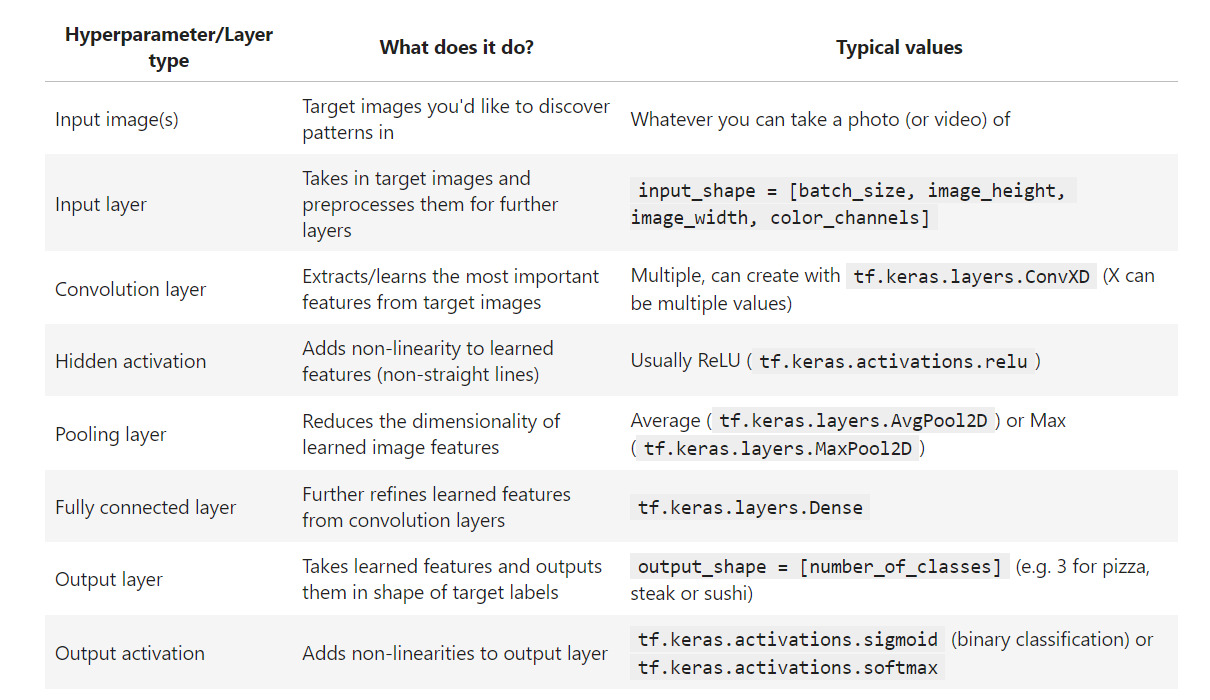 Hyperparameter/Layer
type
What does it do?
Typical values
Input image(s)
Target images you'd like to discover
patterns in
Whatever you can take a photo (or video) of
Input layer
Takes in target images and
preprocesses them for further
layers
input_shape = [batch_size, image_height,
image_width, color_channels]
Convolution layer
Extracts/learns the most important
features from target images
Multiple, can create with tf.keras.layers.ConvXD (X can
be multiple values)
Hidden activation
Adds non-linearity to learned
features (non-straight lines)
Usually ReLU ( tf.keras.activations.relu )
Pooling layer
Reduces the dimensionality of
learned image features
Average ( tf.keras.layers.AvgPool2D ) or Max
( tf.keras.layers.MaxPool2D )
Fully connected layer
Further refines learned features
from convolution layers
tf.keras.layers.Dense
Output layer
Takes learned features and outputs
them in shape of target labels
output_shape = [number_of_classes] (e.g. 3 for pizza,
steak or sushi)
Output activation
Adds non-linearities to output layer
tf.keras.activations.sigmoid (binary classification) or
tf.keras.activations.softmax